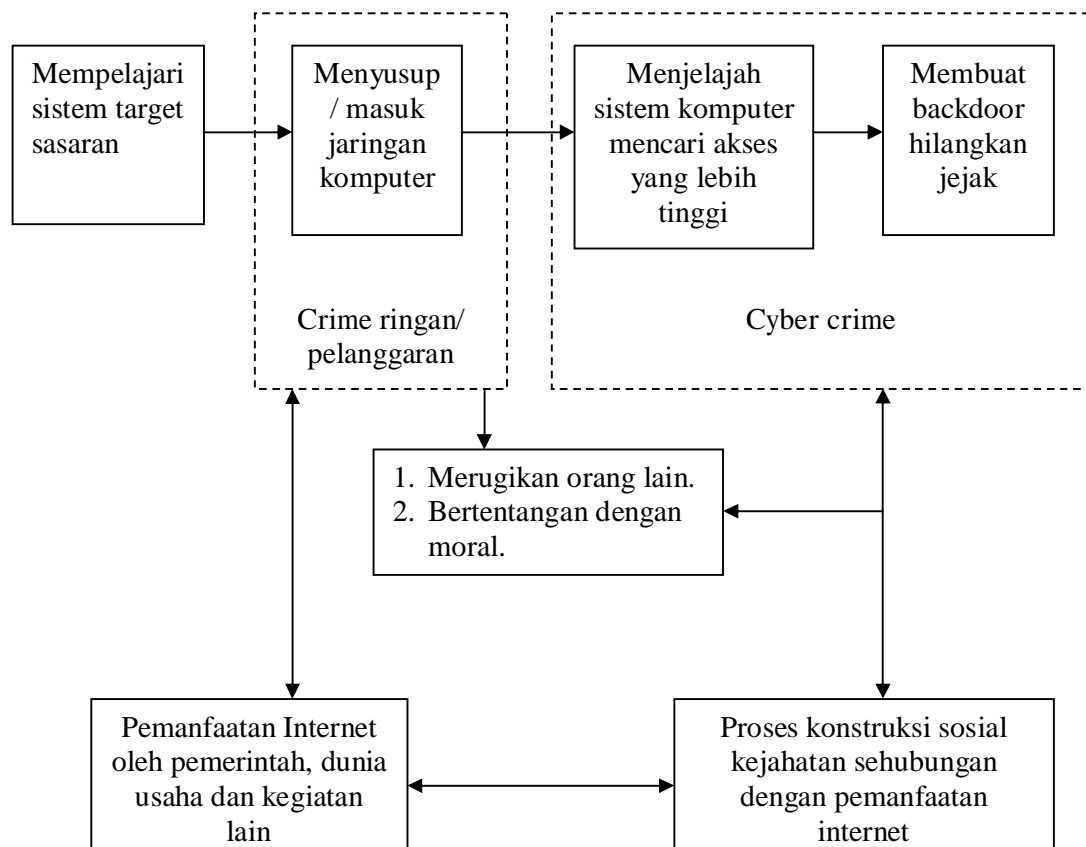 Mempelajari
sistem target
sasaran
Menyusup
/ masuk
jaringan
komputer
Menjelajah
sistem komputer
mencari akses
yang lebih
tinggi
Membuat
backdoor
hilangkan
jejak
Crime ringan/
pelanggaran
Cyber crime
1. Merugikan orang lain.
2. Bertentangan dengan
moral.
Pemanfaatan Internet
oleh pemerintah, dunia
usaha dan kegiatan
lain
Proses konstruksi sosial
kejahatan sehubungan
dengan pemanfaatan
internet